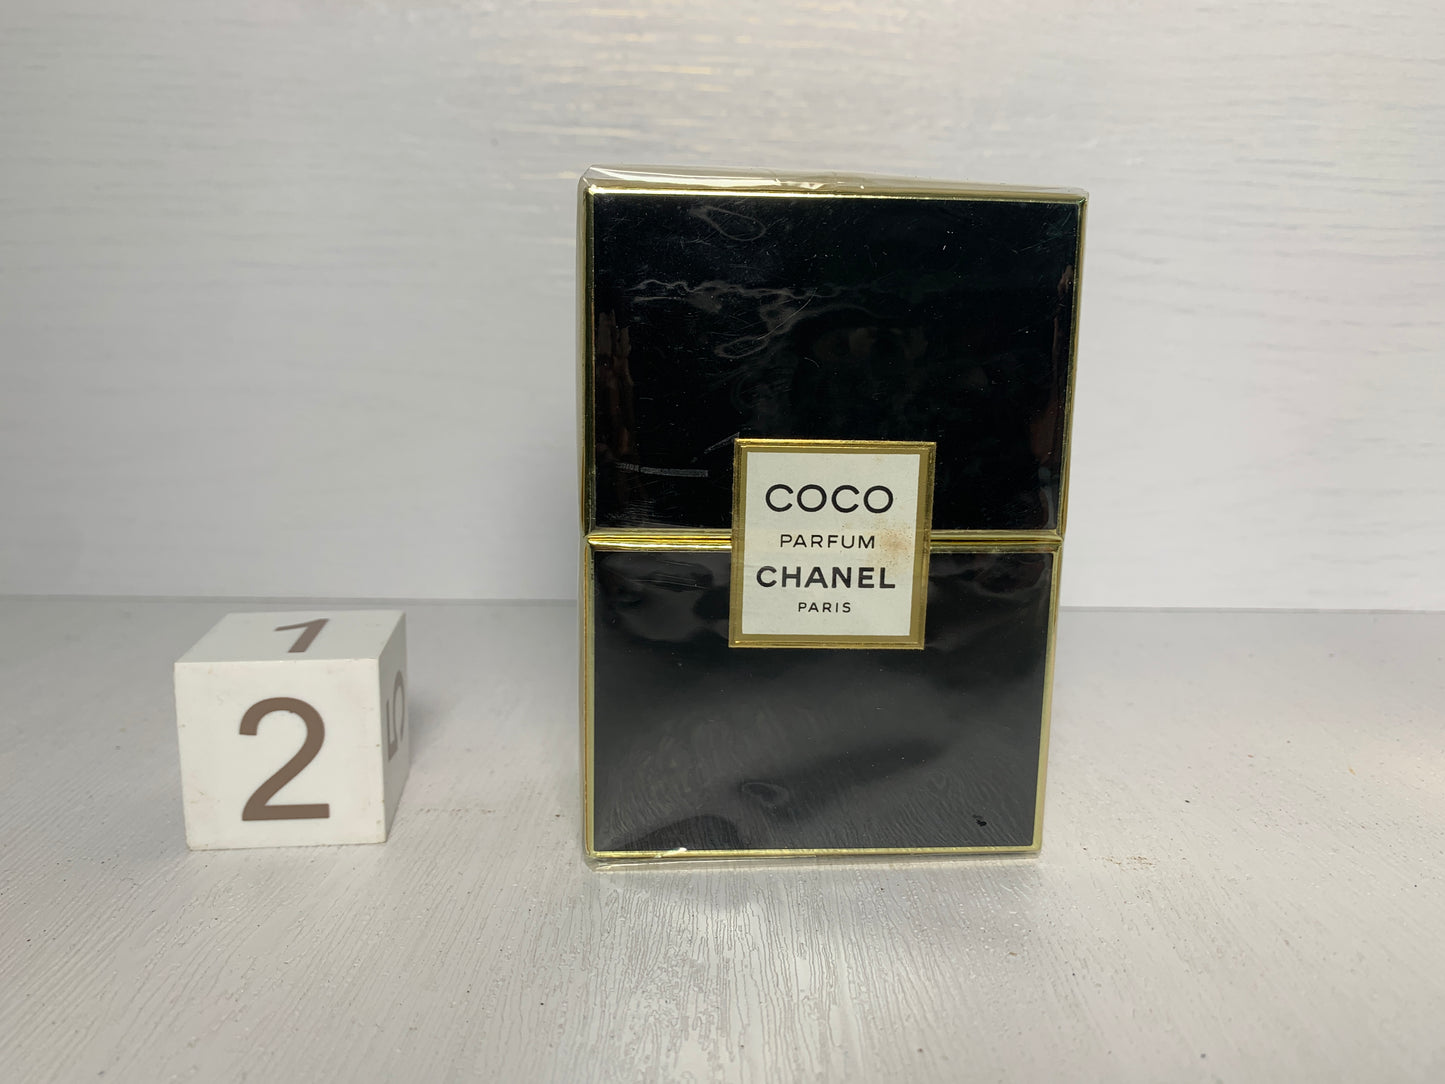 1
2
5
COCO
PARFUM
CHANEL
PARIS